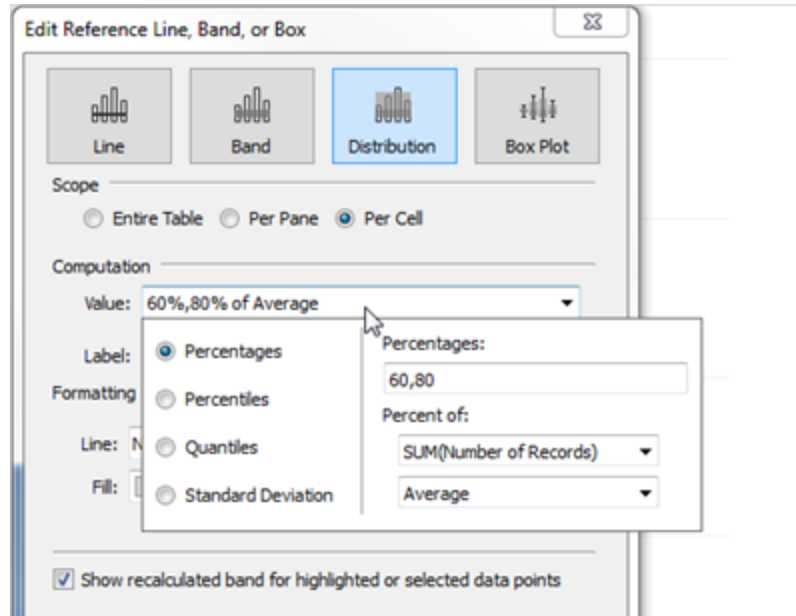 Edit Reference Line, Band, or Box
Line Band Distribution Box Plot
Scope
Entire Table Per Pane Per Cell
Computation
Value: 60%,80% of Average
Label:
Percentages
Percentages:
60,80
Formatting
Percentiles
Percent of:
Line: N
Quantiles
SUM(Number of Records)
Fill:
Standard Deviation
Average
Show recalculated band for highlighted or selected data points